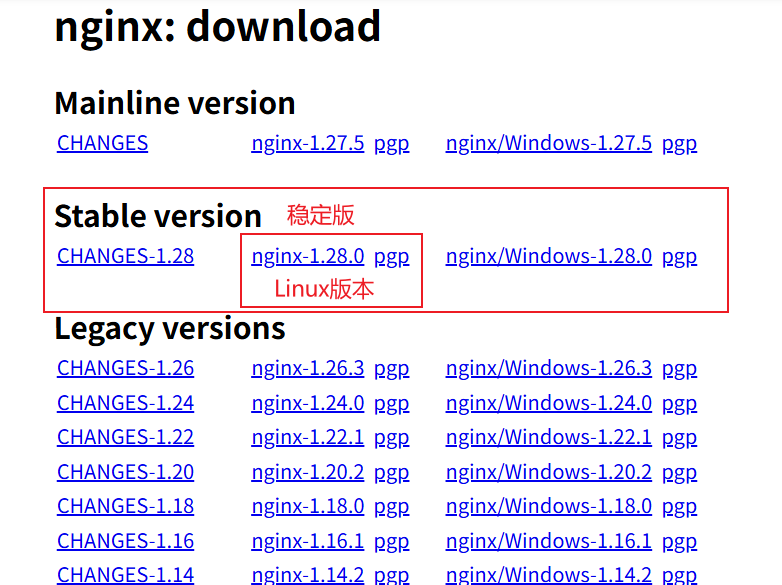 nginx: download
Mainline version
CHANGES nginx-1.27.5 pgp nginx/Windows-1.27.5 pgp
Stable version 稳定版
CHANGES-1.28 nginx-1.28.0 pgp nginx/Windows-1.28.0 pgp
Linux版本
Legacy versions
CHANGES-1.26 nginx-1.26.3 pgp nginx/Windows-1.26.3 pgp
CHANGES-1.24 nginx-1.24.0 pgp nginx/Windows-1.24.0 pgp
CHANGES-1.22 nginx-1.22.1 pgp nginx/Windows-1.22.1 pgp
CHANGES-1.20 nginx-1.20.2 pgp nginx/Windows-1.20.2 pgp
CHANGES-1.18 nginx-1.18.0 pgp nginx/Windows-1.18.0 pgp
CHANGES-1.16 nginx-1.16.1 pgp nginx/Windows-1.16.1 pgp
CHANGES-1.14 nginx-1.14.2 pgp nginx/Windows-1.14.2 pgp